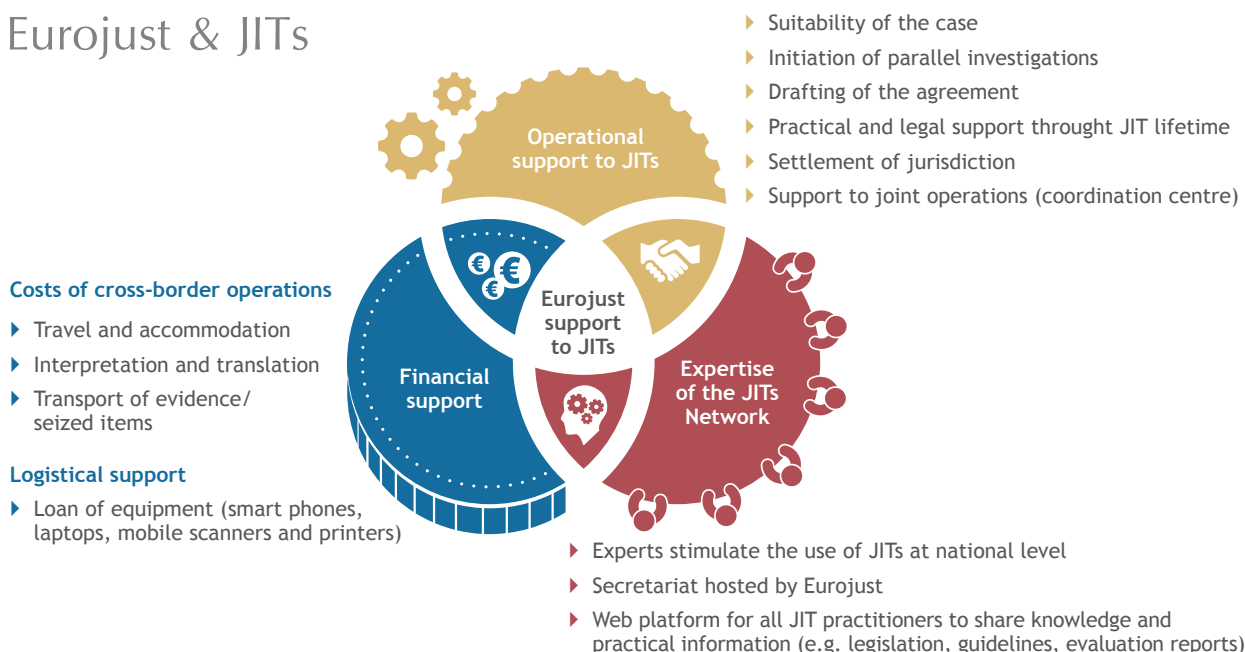 Eurojust & JITs
Suitability of the case
Initiation of parallel investigations
Drafting of the agreement
Practical and legal support throught JIT lifetime
Settlement of jurisdiction
Support to joint operations (coordination centre)
Operational
support to JITs
€
€
€
Eurojust
support
to JITs
Financial
support
Expertise
of the JITs
Network
Costs of cross-border operations
Travel and accommodation
Interpretation and translation
Transport of evidence/
seized items
Logistical support
Loan of equipment (smart phones,
laptops, mobile scanners and printers)
Experts stimulate the use of JITs at national level
Secretariat hosted by Eurojust
Web platform for all JIT practitioners to share knowledge and
practical information (e.g. legislation, guidelines, evaluation reports)